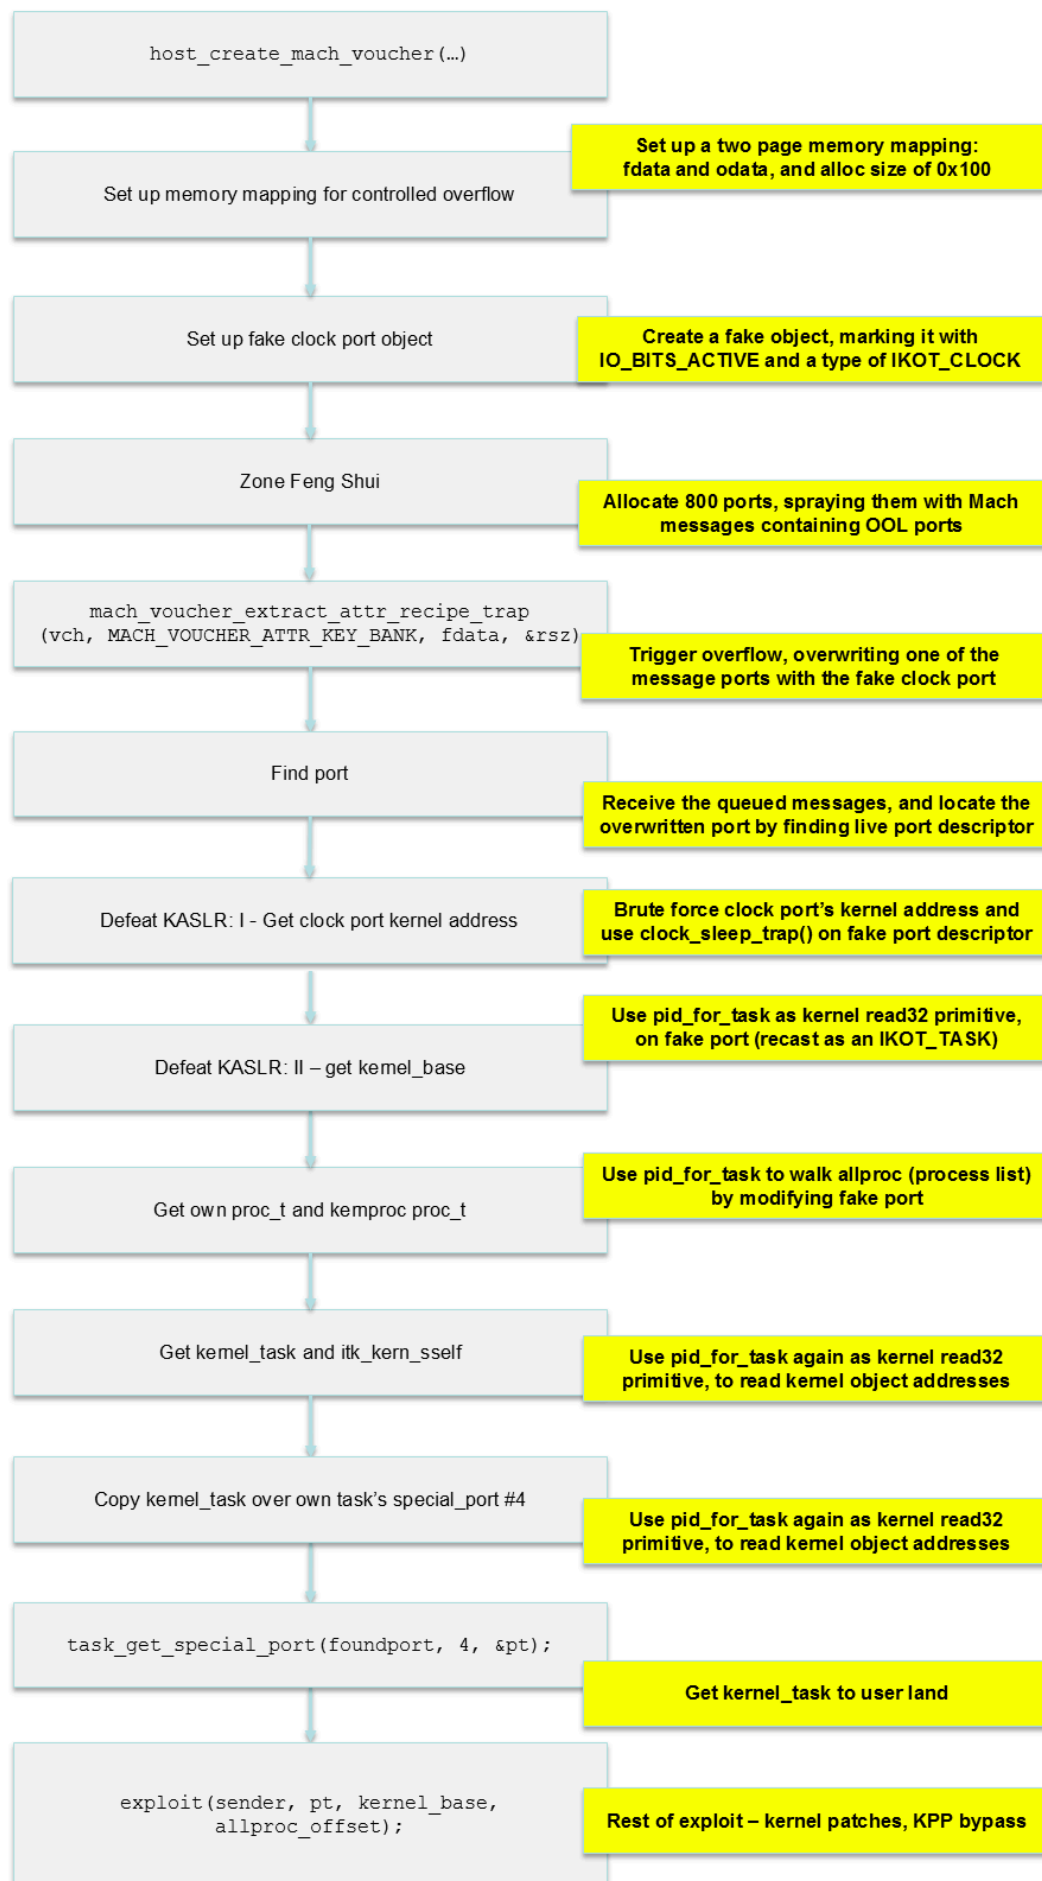 host_create_mach_voucher(…)
Set up a two page memory mapping:
fdata and odata, and alloc size of 0x100
Set up memory mapping for controlled overflow
Set up fake clock port object
Create a fake object, marking it with
IO_BITS_ACTIVE and a type of IKOT_CLOCK
Zone Feng Shui
Allocate 800 ports, spraying them with Mach
messages containing OOL ports
mach_voucher_extract_attr_recipe_trap
(vch, MACH_VOUCHER_ATTR_KEY_BANK, fdata, &rsz)
Trigger overflow, overwriting one of the
message ports with the fake clock port
Find port
Receive the queued messages, and locate the
overwritten port by finding live port descriptor
Defeat KASLR: I - Get clock port kernel address
Brute force clock port's kernel address and
use clock_sleep_trap() on fake port descriptor
Use pid_for_task as kernel read32 primitive,
on fake port (recast as an IKOT_TASK)
Defeat KASLR: II – get kernel_base
Use pid_for_task to walk allproc (process list)
by modifying fake port
Get own proc_t and kernproc proc_t
Get kernel_task and itk_kern_sself
Use pid_for_task again as kernel read32
primitive, to read kernel object addresses
Copy kernel_task over own task's special_port #4
Use pid_for_task again as kernel read32
primitive, to read kernel object addresses
task_get_special_port(foundport, 4, &pt);
Get kernel_task to user land
exploit(sender, pt, kernel_base,
allproc_offset);
Rest of exploit – kernel patches, KPP bypass